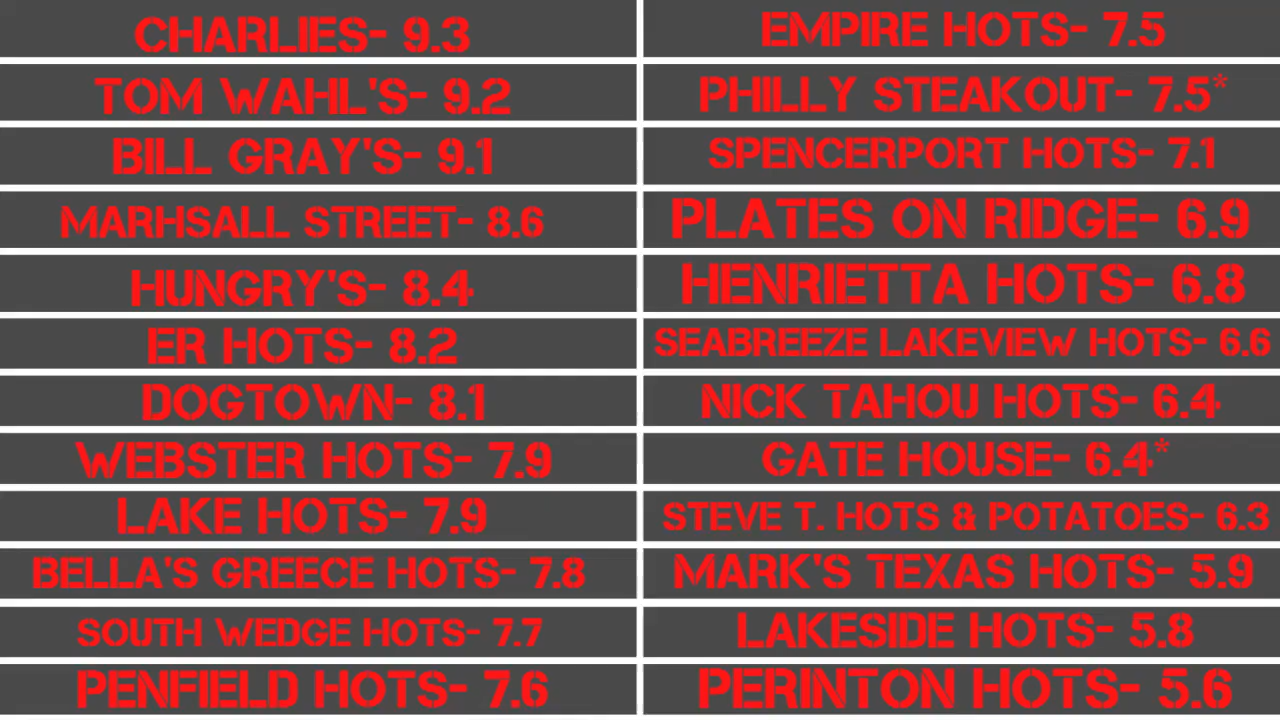 CHARLIES- 9.3
TOM WAHL'S- 9.2
BILL GRAY'S- 9.1
MARHSALL STREET- 8.6
HUNGRY'S- 8.4
ER HOTS- 8.2
DOGTOWN- 8.1
WEBSTER HOTS- 7.9
LAKE HOTS- 7.9
BELLA'S GREECE HOTS- 7.8
SOUTH WEDGE HOTS- 7.7
PENFIELD HOTS- 7.6
EMPIRE HOTS- 7.5
PHILLY STEAKOUT- 7.5*
SPENCERPORT HOTS- 7.1
PLATES ON RIDGE- 6.9
HENRIETTA HOTS- 6.8
SEABREEZE LAKEVIEW HOTS- 6.6
NICK TAHOU HOTS- 6.4
GATE HOUSE- 6.4*
STEVE T. HOTS & POTATOES- 6.3
MARK'S TEXAS HOTS- 5.9
LAKESIDE HOTS- 5.8
PERINTON HOTS- 5.6